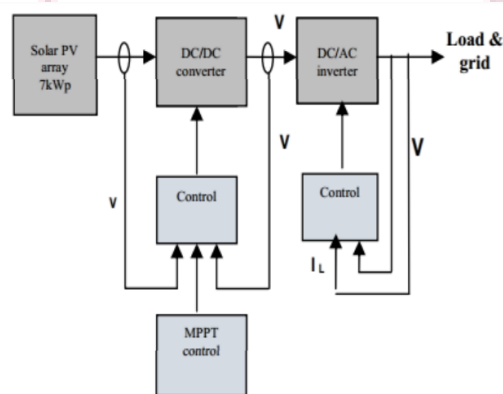 Solar PV
array
7kWp
DC/DC
converter
V
DC/AC
inverter
Load &
grid
V
V
V
Control
Control
I L
MPPT
control